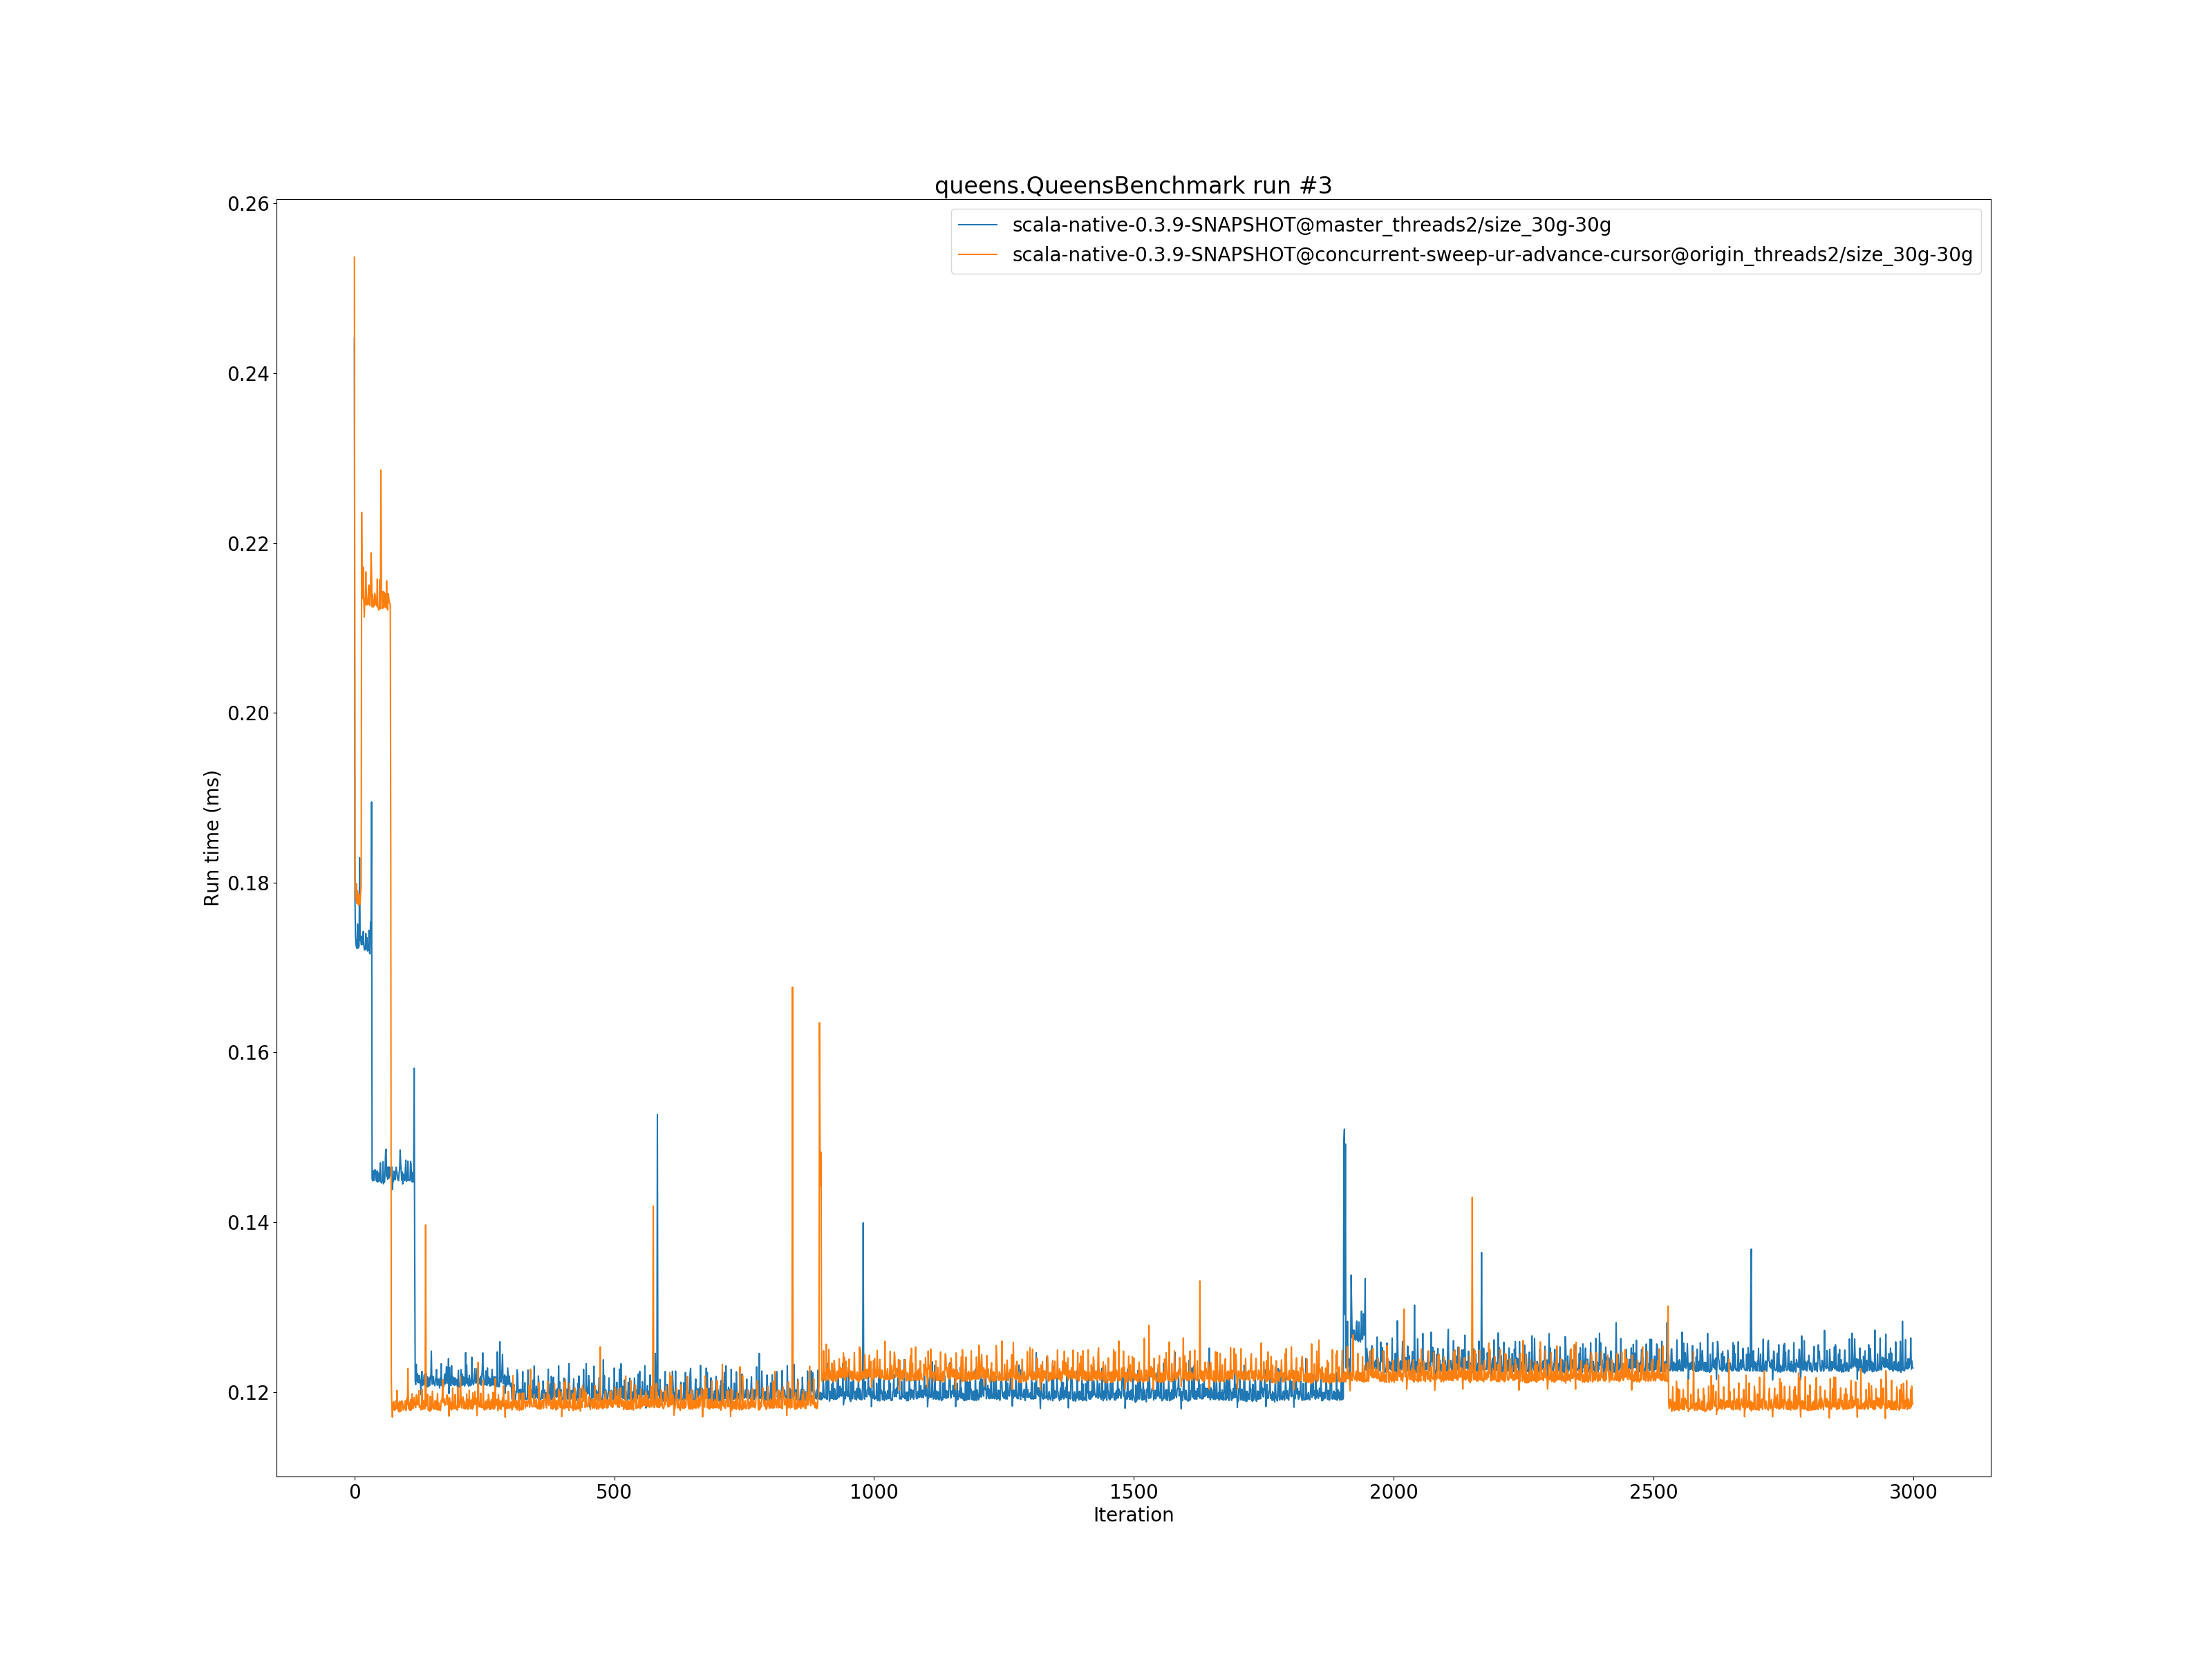 queens.QueensBenchmark run #3
scala-native-0.3.9-SNAPSHOT@master_threads2/size_30g-30g
scala-native-0.3.9-SNAPSHOT@concurrent-sweep-ur-advance-cursor@origin_threads2/size_30g-30g
0.26
0.24
0.22
0.20
0.18
0.16
0.14
0.12
Run time (ms)
0 500 1000 1500 2000 2500 3000
Iteration